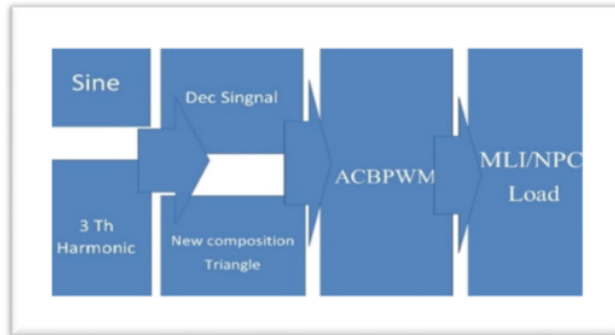 Sine
3 Th
Harmonic
Dec Singnal
New composition
Triangle
ACBPWM
MLI/NPC
Load